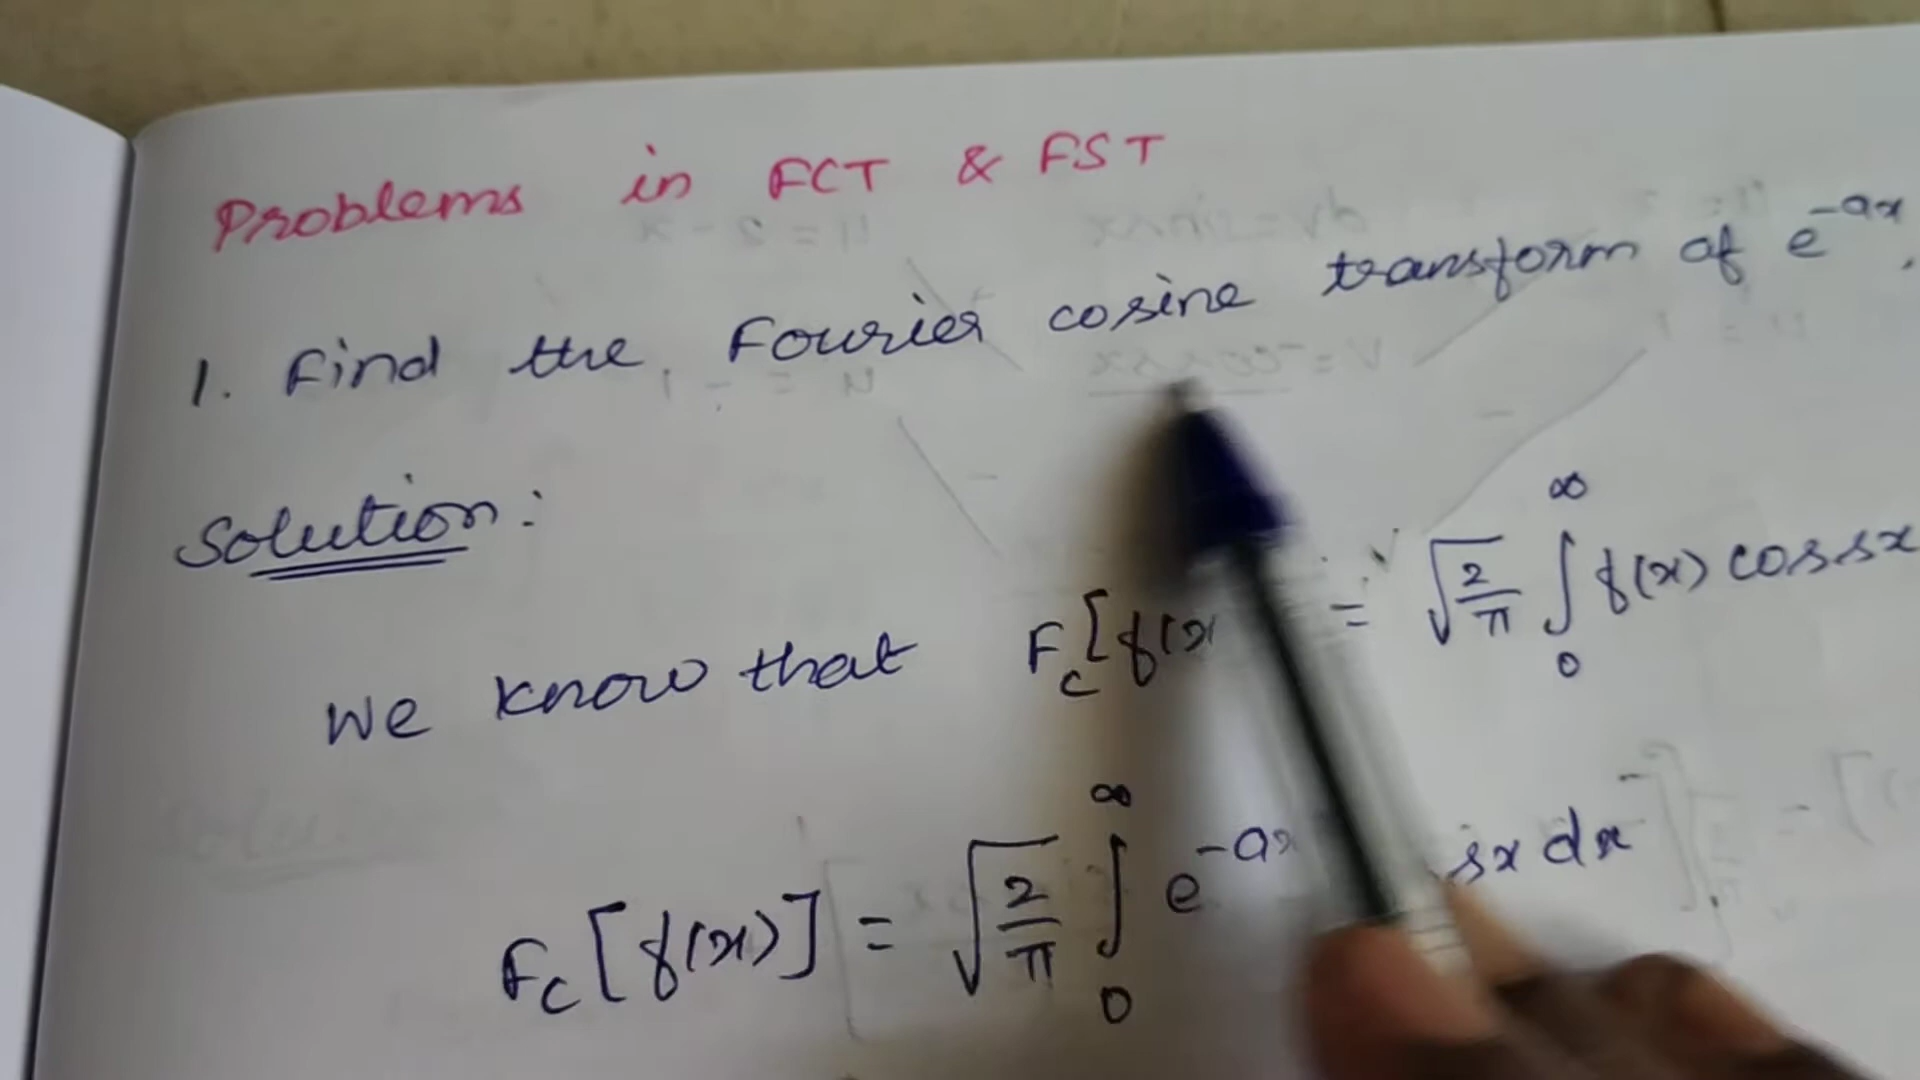 Problems in FCT & FST
1. Find the Fourier cosine transform of e^{-ax}.
Solution:
We know that F_c[f(x = √(2/π) ∫_0^∞ f(x) cos sx
F_c[f(x)] = √(2/π) ∫_0^∞ e^{-ax} sx dx